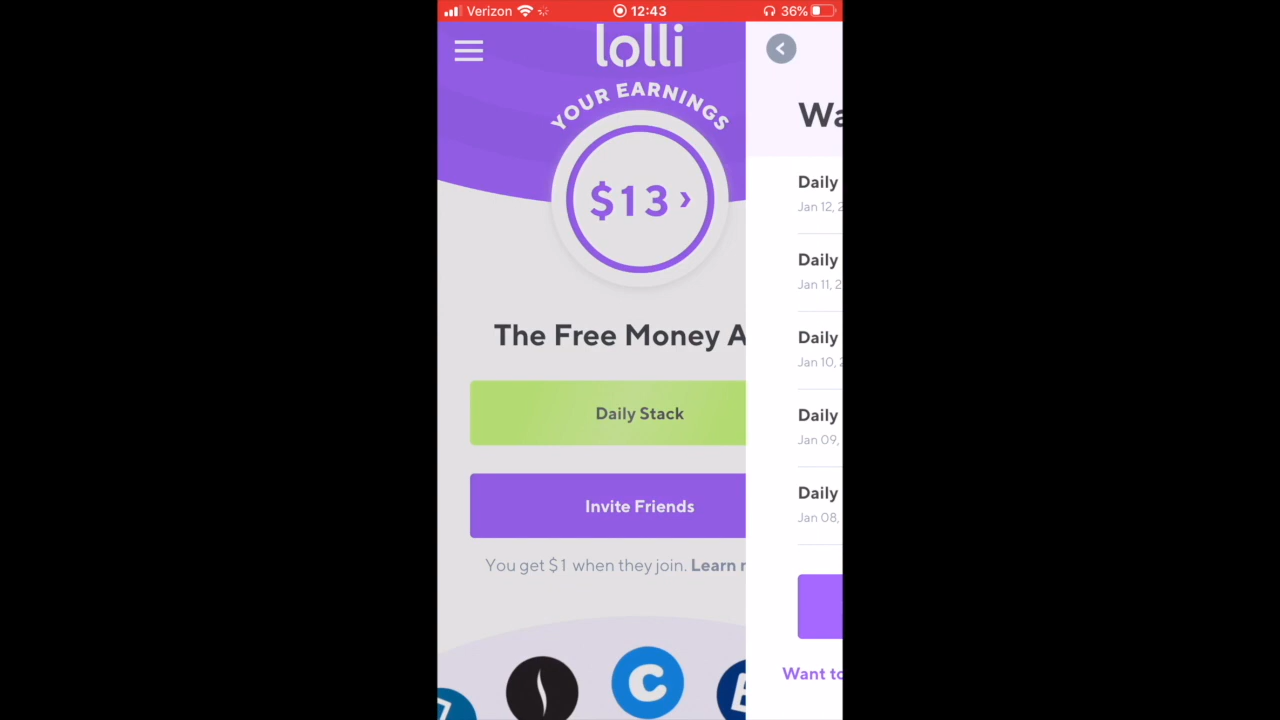 Verizon 12:43 36%
lolli
YOUR EARNINGS
$13 ›
The Free Money A
Daily Stack
Invite Friends
You get $1 when they join. Learn
Wa
Daily
Jan 12, 2
Daily
Jan 11, 2
Daily
Jan 10, 2
Daily
Jan 09,
Daily
Jan 08,
Want to
C